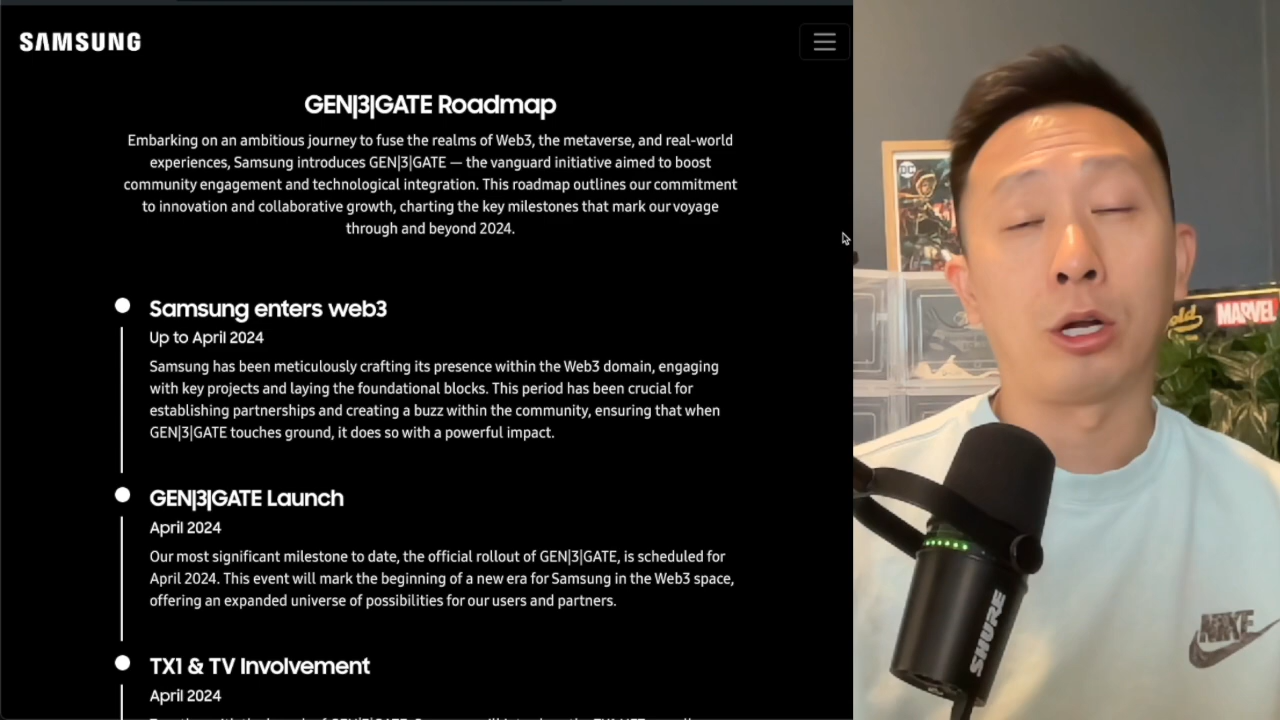 SAMSUNG
GEN|3|GATE Roadmap
Embarking on an ambitious journey to fuse the realms of Web3, the metaverse, and real-world
experiences, Samsung introduces GEN|3|GATE — the vanguard initiative aimed to boost
community engagement and technological integration. This roadmap outlines our commitment
to innovation and collaborative growth, charting the key milestones that mark our voyage
through and beyond 2024.
Samsung enters web3
Up to April 2024
Samsung has been meticulously crafting its presence within the Web3 domain, engaging
with key projects and laying the foundational blocks. This period has been crucial for
establishing partnerships and creating a buzz within the community, ensuring that when
GEN|3|GATE touches ground, it does so with a powerful impact.
GEN|3|GATE Launch
April 2024
Our most significant milestone to date, the official rollout of GEN|3|GATE, is scheduled for
April 2024. This event will mark the beginning of a new era for Samsung in the Web3 space,
offering an expanded universe of possibilities for our users and partners.
TX1 & TV Involvement
April 2024
DC
MARVEL
SHURE
NIKE